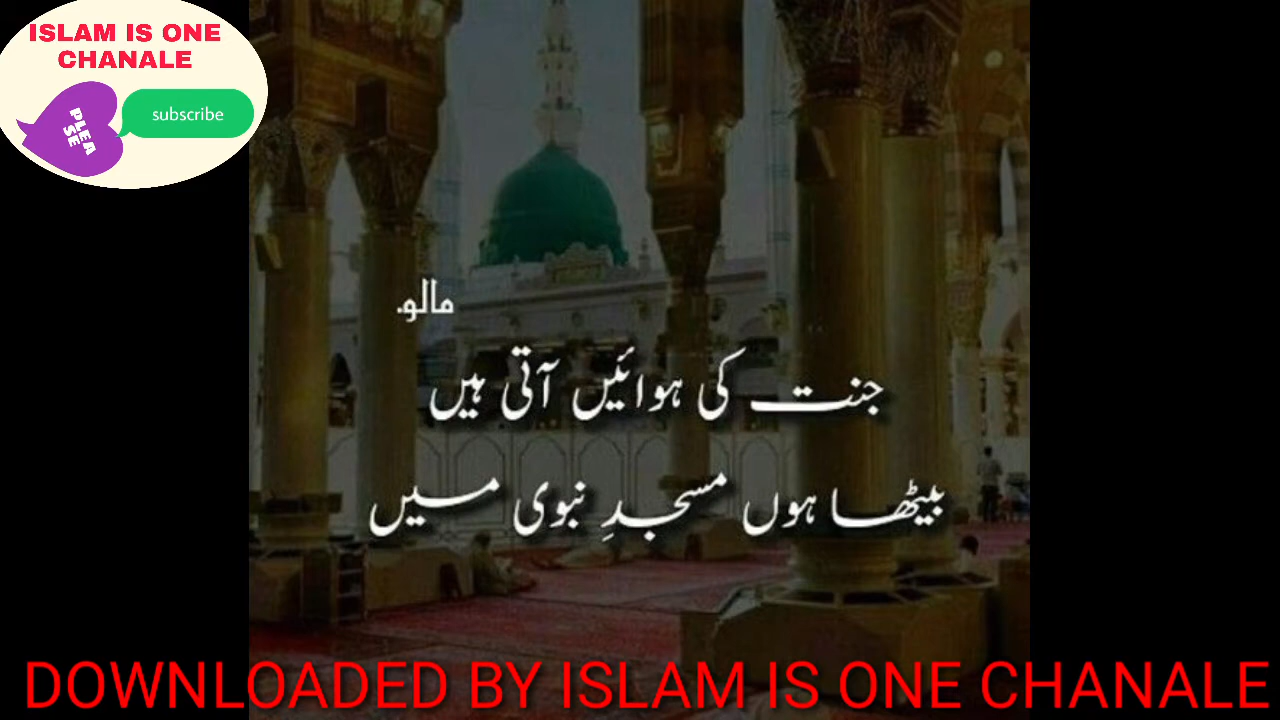 ISLAM IS ONE
CHANALE
PLEA
SE
subscribe
مالو.
جنت کی ہوائیں آتی ہیں
بیٹھا ہوں مسجدِ نبوی میں
DOWNLOADED BY ISLAM IS ONE CHANALE